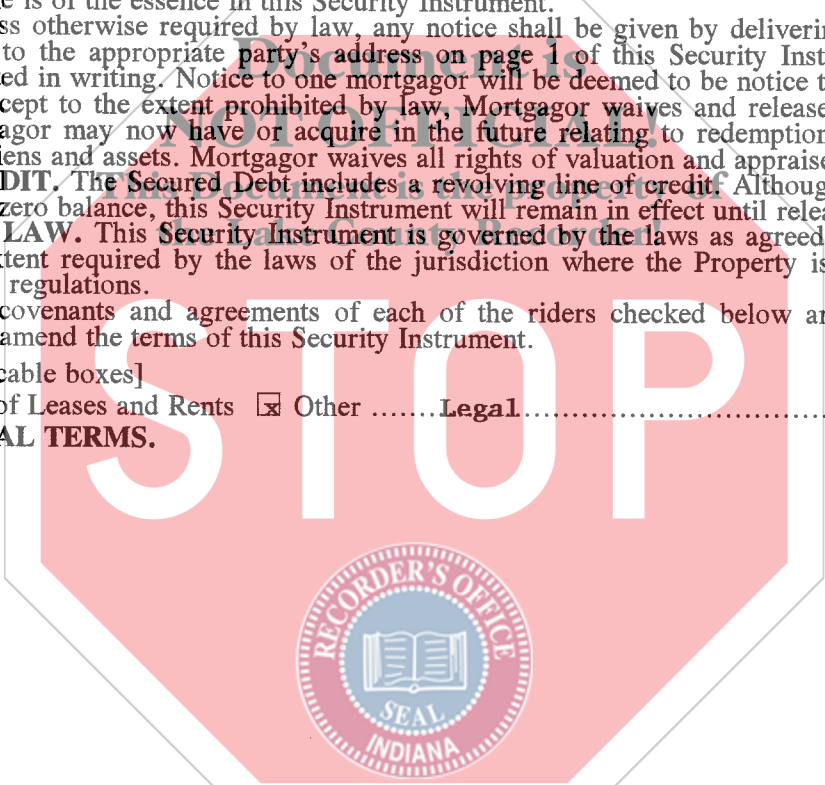 e is of the essence in this Security Instrument.
ss otherwise required by law, any notice shall be given by deliverin
to the appropriate party's address on page 1 of this Security Inst
ed in writing. Notice to one mortgagor will be deemed to be notice t
cept to the extent prohibited by law, Mortgagor waives and release
agor may now have or acquire in the future relating to redemption
iens and assets. Mortgagor waives all rights of valuation and appraise
DIT. The Secured Debt includes a revolving line of credit. Althoug
zero balance, this Security Instrument will remain in effect until relea
LAW. This Security Instrument is governed by the laws as agreed
tent required by the laws of the jurisdiction where the Property is
regulations.
covenants and agreements of each of the riders checked below ar
amend the terms of this Security Instrument.
cable boxes]
of Leases and Rents ☒ Other .......Legal.................................
AL TERMS.
Document is
NOT OFFICIAL!
This Document is the property of
the Lake County Recorder!
STOP
RECORDER'S OFFICE
SEAL
INDIANA